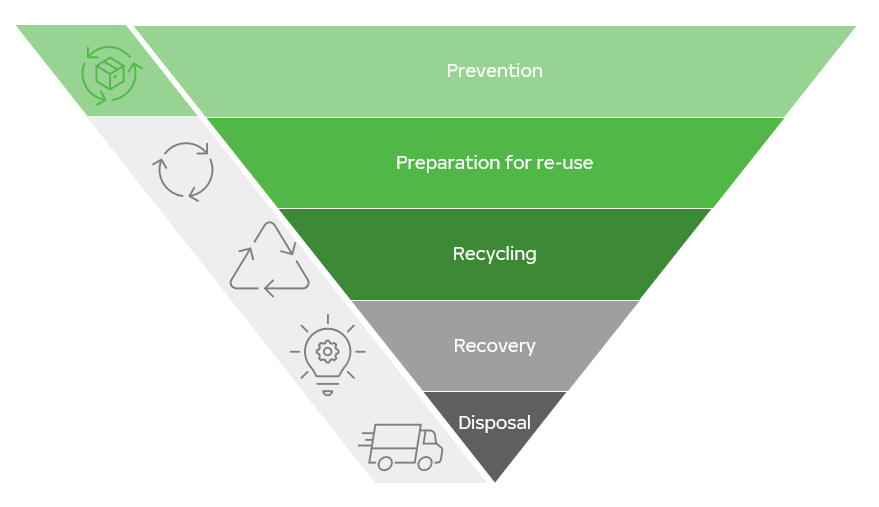 Prevention
Preparation for re-use
Recycling
Recovery
Disposal